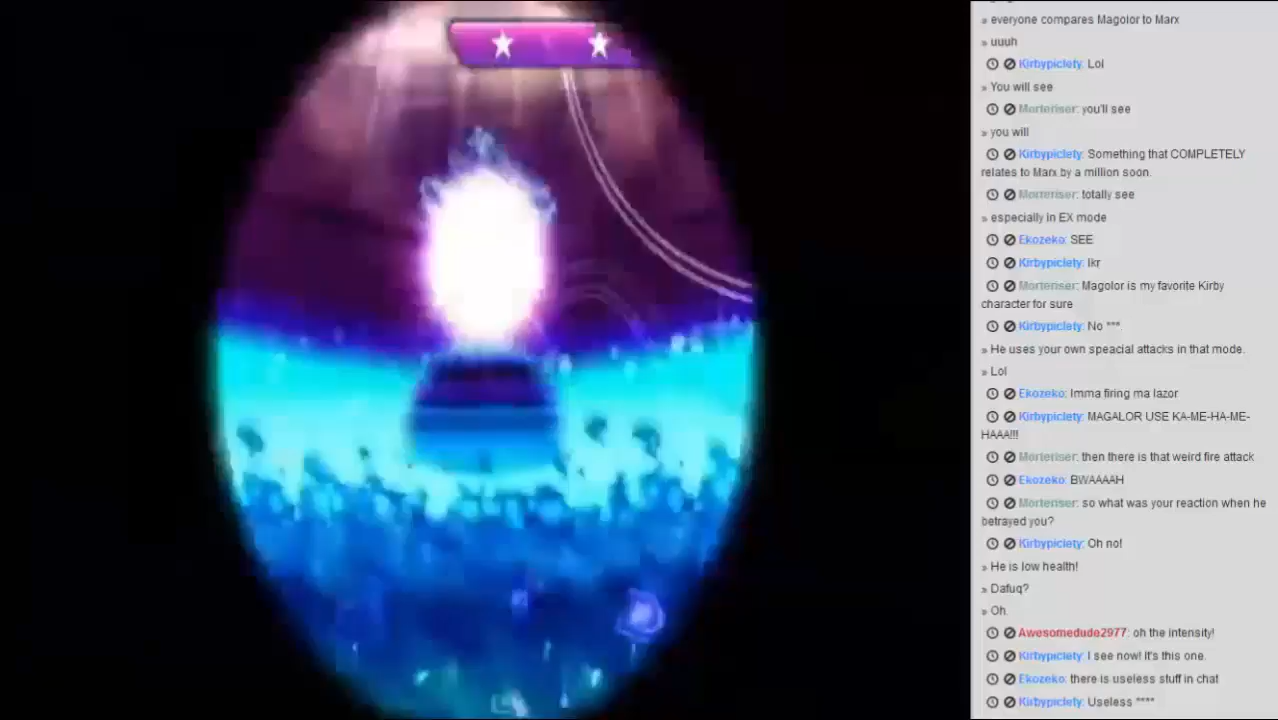 » everyone compares Magolor to Marx
» uuuh
Kirbypiclety: Lol
» You will see
Morteriser: you'll see
» you will
Kirbypiclety: Something that COMPLETELY
relates to Marx by a million soon.
Morteriser: totally see
» especially in EX mode
Ekozeko: SEE
Kirbypiclety: Ikr
Morteriser: Magolor is my favorite Kirby
character for sure
Kirbypiclety: No ***.
» He uses your own speacial attacks in that mode.
» Lol
Ekozeko: Imma firing ma lazor
Kirbypiclety: MAGALOR USE KA-ME-HA-ME-
HAAA!!!
Morteriser: then there is that weird fire attack
Ekozeko: BWAAAAH
Morteriser: so what was your reaction when he
betrayed you?
Kirbypiclety: Oh no!
» He is low health!
» Dafuq?
» Oh.
Awesomedude2977: oh the intensity!
Kirbypiclety: I see now! It's this one.
Ekozeko: there is useless stuff in chat
Kirbypiclety: Useless ****